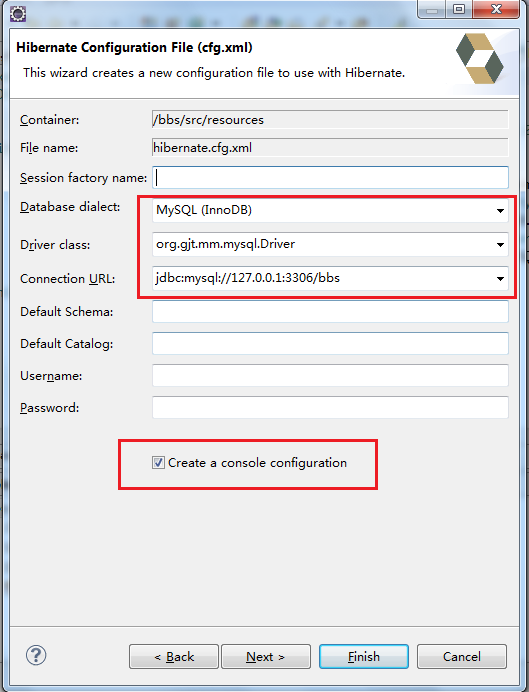 Hibernate Configuration File (cfg.xml)
This wizard creates a new configuration file to use with Hibernate.
Container: /bbs/src/resources
File name: hibernate.cfg.xml
Session factory name:
Database dialect: MySQL (InnoDB)
Driver class: org.gjt.mm.mysql.Driver
Connection URL: jdbc:mysql://127.0.0.1:3306/bbs
Default Schema:
Default Catalog:
Username:
Password:
Create a console configuration
? < Back Next > Finish Cancel